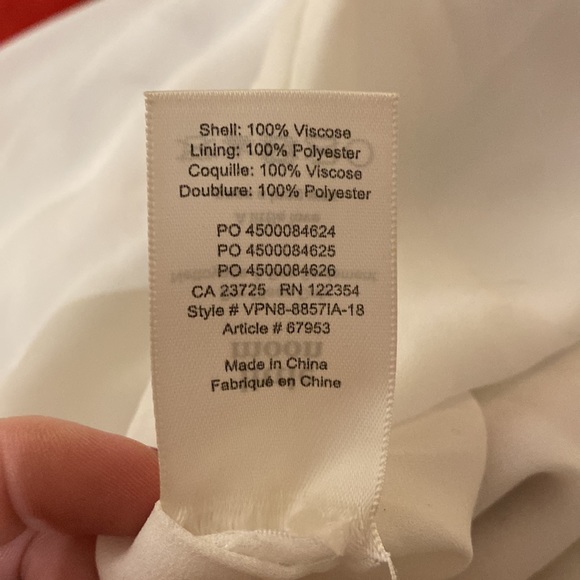 Shell: 100% Viscose
Lining: 100% Polyester
Coquille: 100% Viscose
Doublure: 100% Polyester
PO 4500084624
PO 4500084625
PO 4500084626
CA 23725 RN 122354
Style # VPN8-8857IA-18
Article # 67953
Made in China
Fabriqué en Chine